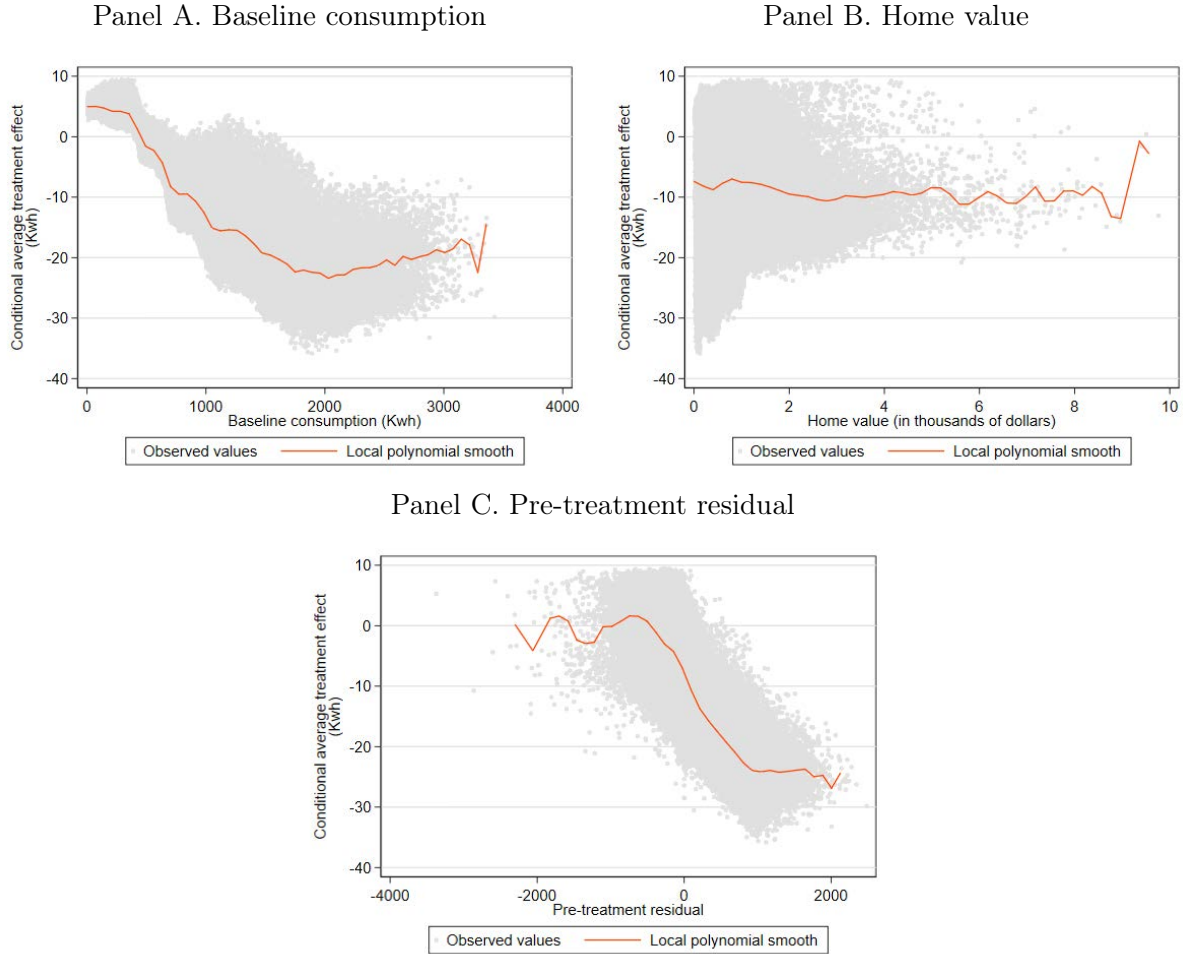 Panel A. Baseline consumption
Conditional average treatment effect
(Kwh)
10
0
-10
-20
-30
-40
0 1000 2000 3000 4000
Baseline consumption (Kwh)
Observed values Local polynomial smooth
Panel B. Home value
Conditional average treatment effect
(Kwh)
10
0
-10
-20
-30
-40
0 2 4 6 8 10
Home value (in thousands of dollars)
Observed values Local polynomial smooth
Panel C. Pre-treatment residual
Conditional average treatment effect
(Kwh)
10
0
-10
-20
-30
-40
-4000 -2000 0 2000
Pre-treatment residual
Observed values Local polynomial smooth